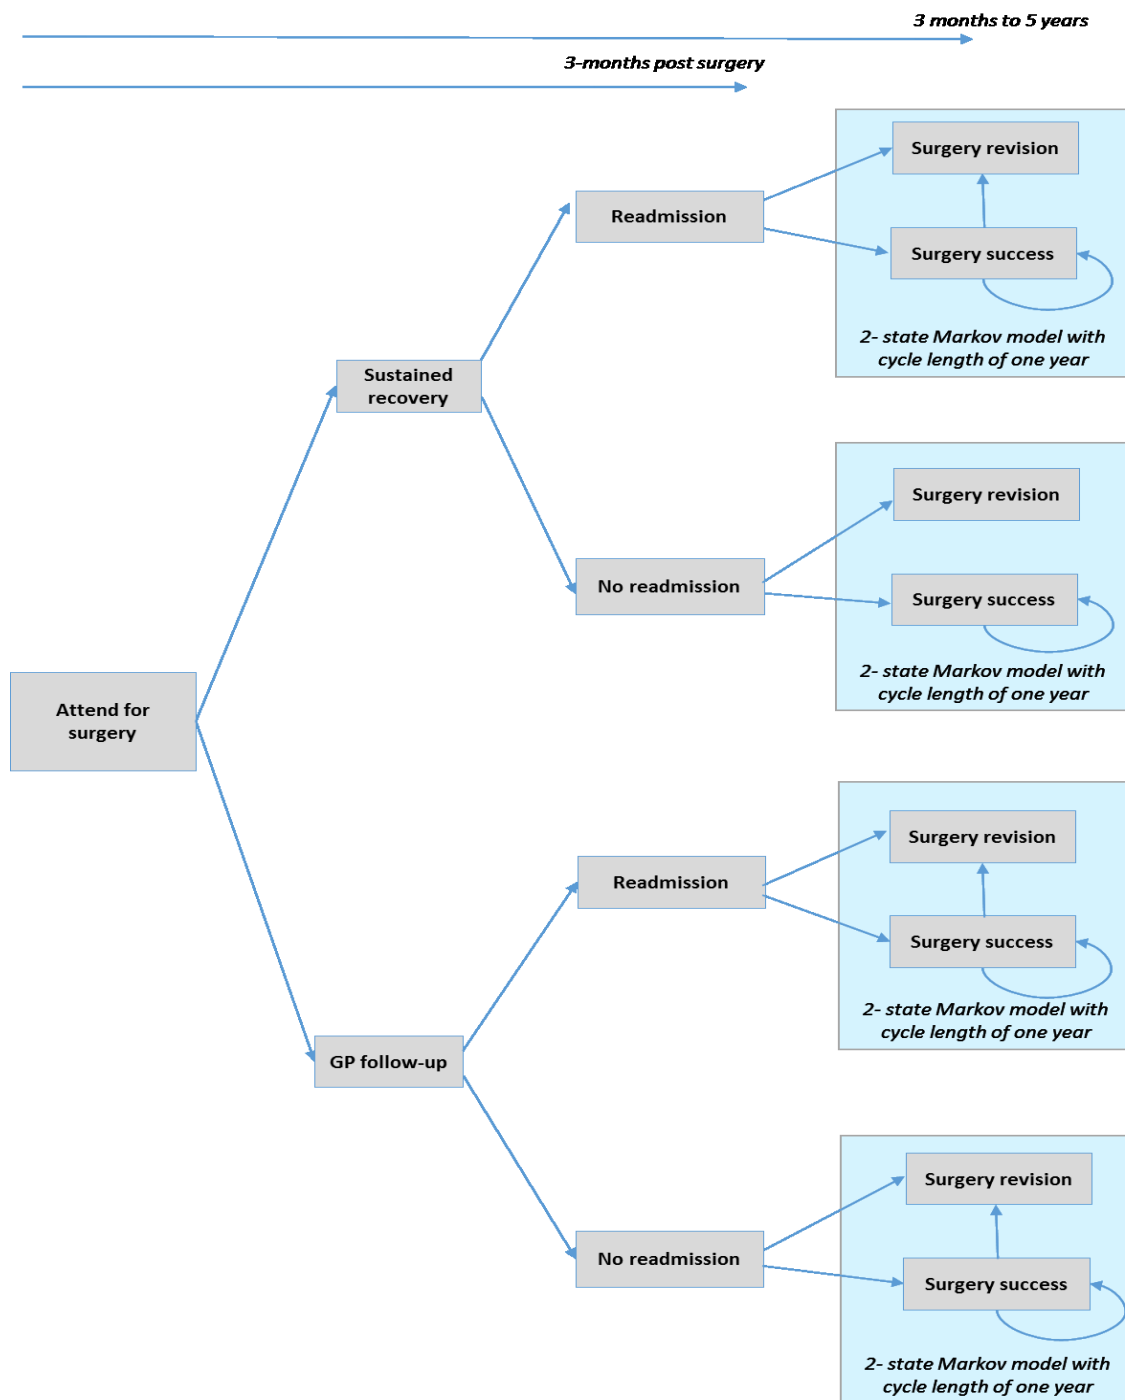 3 months to 5 years
3-months post surgery
Surgery revision
Readmission
Surgery success
2- state Markov model with
cycle length of one year
Sustained
recovery
Surgery revision
No readmission
Surgery success
2- state Markov model with
cycle length of one year
Attend for
surgery
Surgery revision
Readmission
Surgery success
2- state Markov model with
cycle length of one year
GP follow-up
Surgery revision
No readmission
Surgery success
2- state Markov model with
cycle length of one year